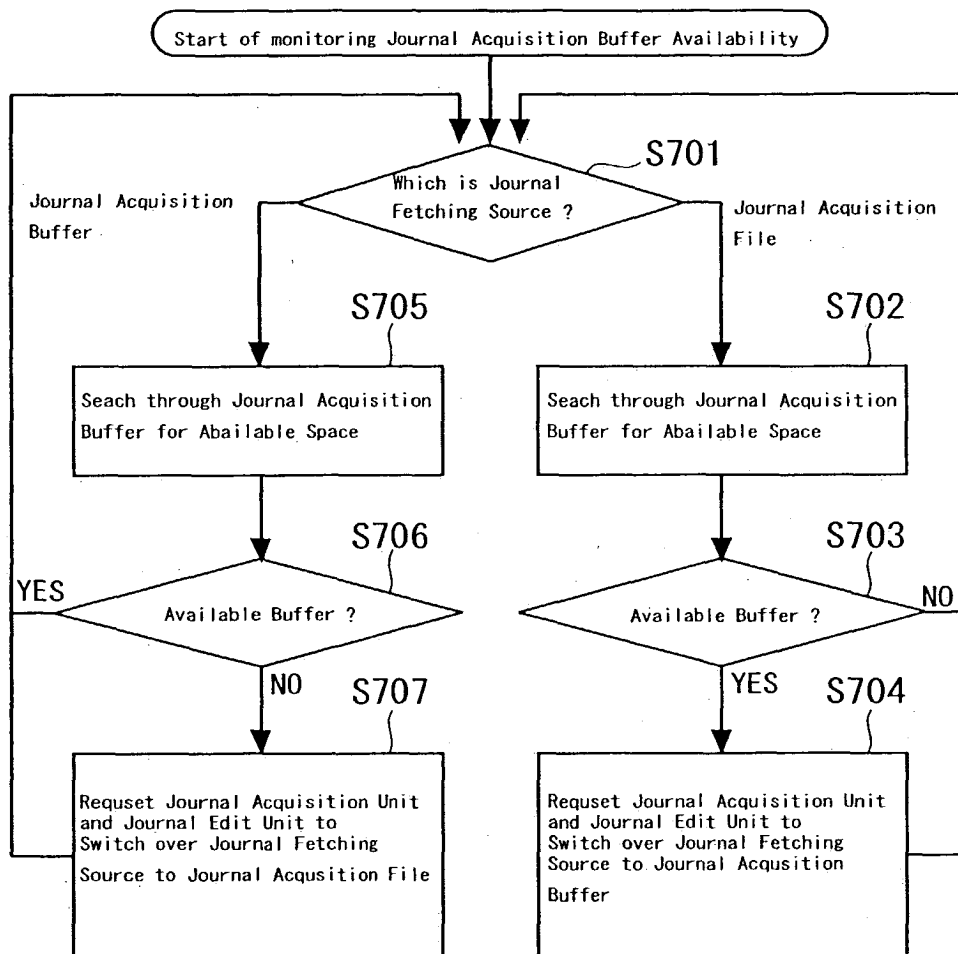 Start of monitoring Journal Acquisition Buffer Availability
S701
Which is Journal
Fetching Source ?
Journal Acquisition
Buffer
Journal Acquisition
File
S705
S702
Seach through Journal Acquisition
Buffer for Abailable Space
Seach through Journal Acquisition
Buffer for Abailable Space
S706
S703
YES
Available Buffer ?
Available Buffer ?
NO
NO
YES
S707
S704
Requset Journal Acquisition Unit
and Journal Edit Unit to
Switch over Journal Fetching
Source to Journal Acqusition File
Requset Journal Acquisition Unit
and Journal Edit Unit to
Switch over Journal Fetching
Source to Journal Acqusition
Buffer